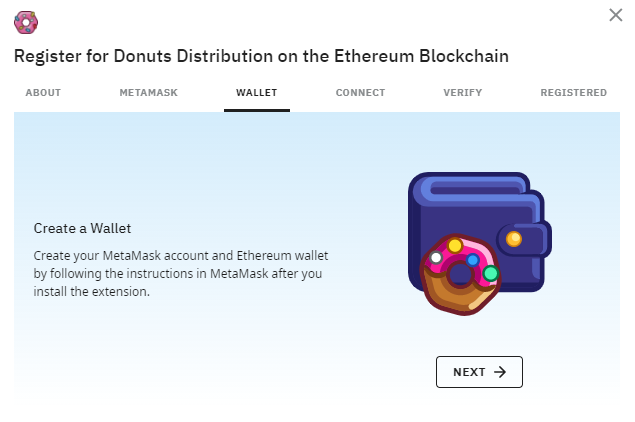 Register for Donuts Distribution on the Ethereum Blockchain
ABOUT METAMASK WALLET CONNECT VERIFY REGISTERED
Create a Wallet
Create your MetaMask account and Ethereum wallet
by following the instructions in MetaMask after you
install the extension.
NEXT